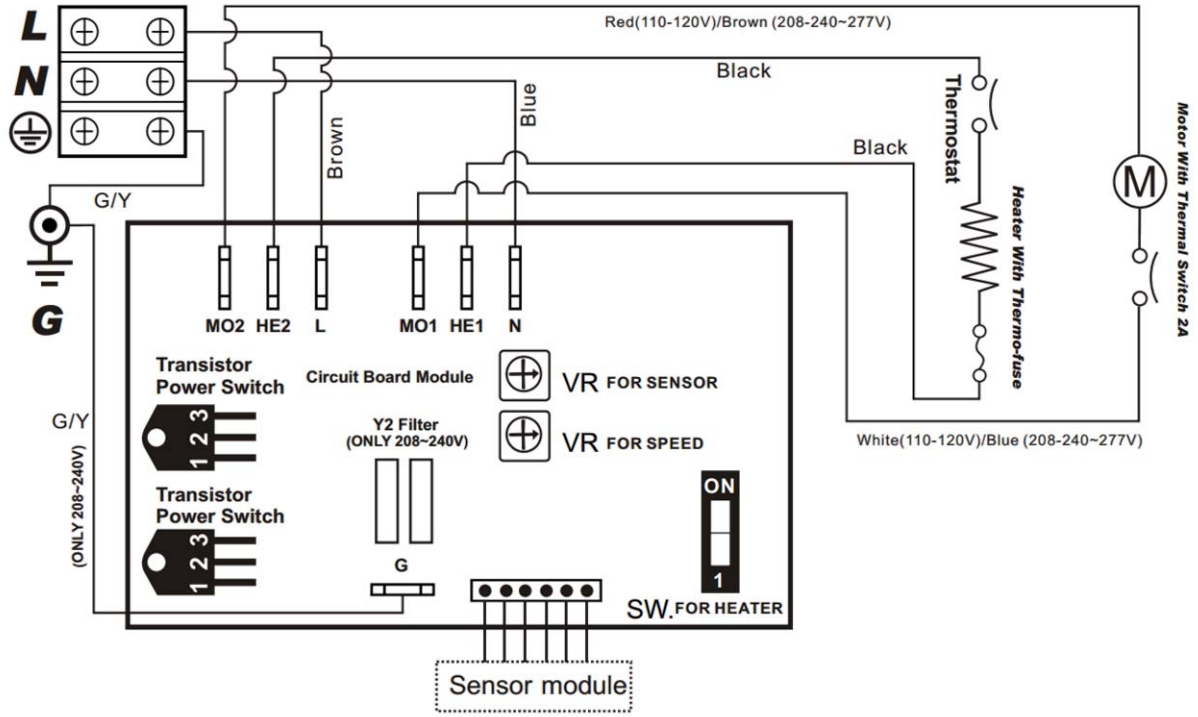 L
N
G/Y
G
G/Y
(ONLY 208~240V)
Brown
Blue
Red(110-120V)/Brown (208-240~277V)
Black
Black
Thermostat
Heater With Thermo-fuse
M
Motor With Thermal Switch 2A
White(110-120V)/Blue (208-240~277V)
MO2 HE2 L MO1 HE1 N
Transistor
Power Switch
3
2
1
Transistor
Power Switch
3
2
1
Circuit Board Module
Y2 Filter
(ONLY 208~240V)
G
VR FOR SENSOR
VR FOR SPEED
ON
1
SW. FOR HEATER
Sensor module